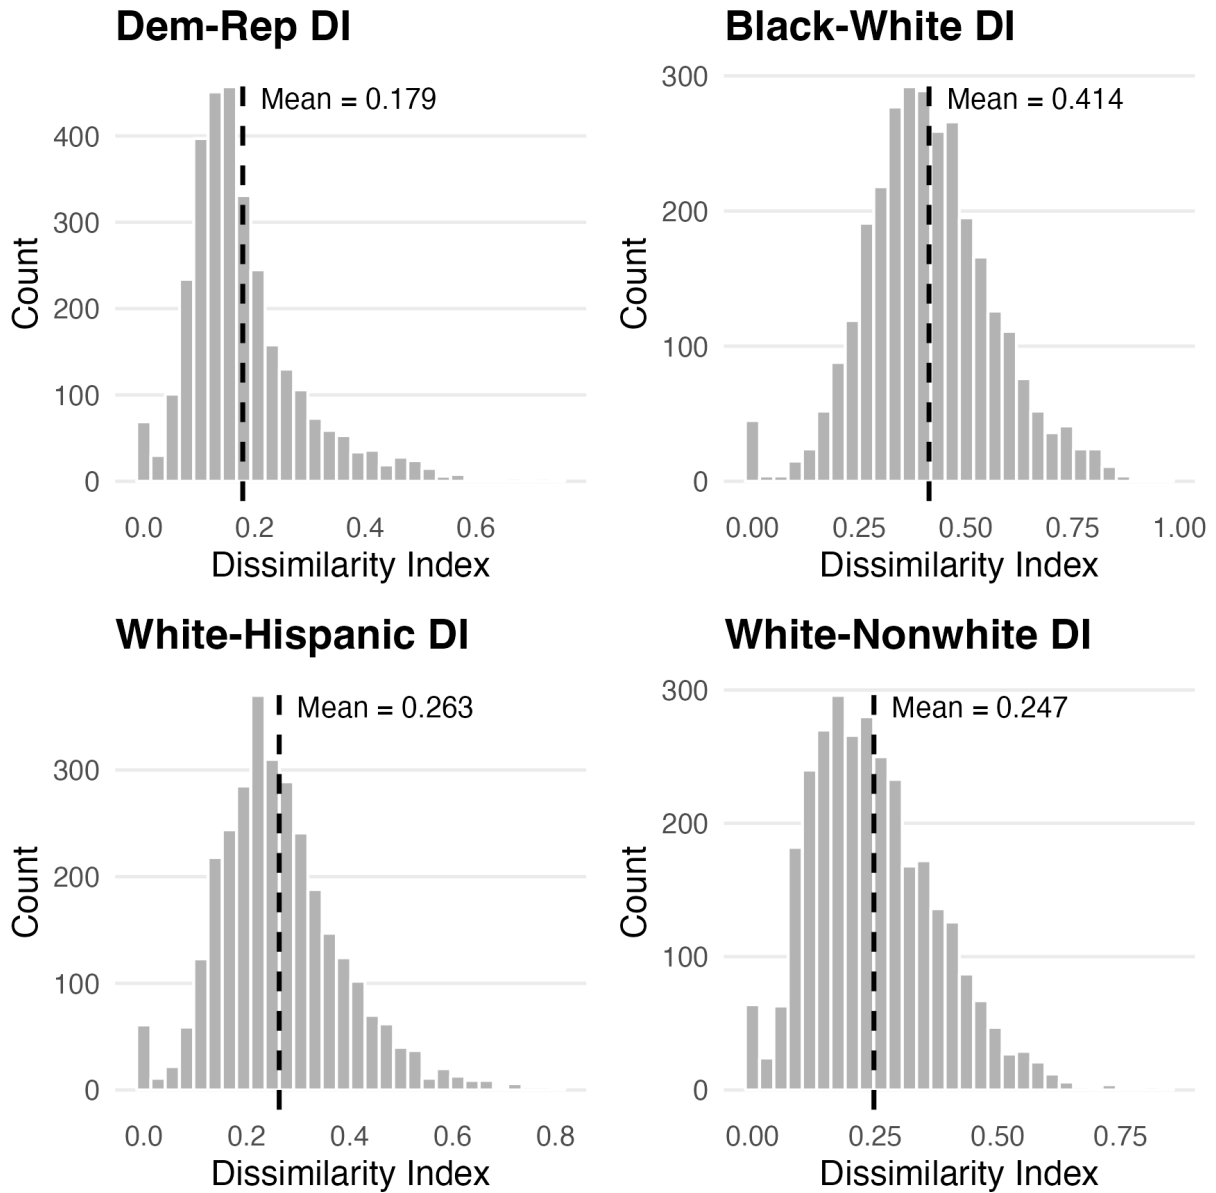 Dem-Rep DI
Mean = 0.179
400
300
200
100
0
Count
0.0 0.2 0.4 0.6
Dissimilarity Index
Black-White DI
Mean = 0.414
300
200
100
0
Count
0.00 0.25 0.50 0.75 1.00
Dissimilarity Index
White-Hispanic DI
Mean = 0.263
300
200
100
0
Count
0.0 0.2 0.4 0.6 0.8
Dissimilarity Index
White-Nonwhite DI
Mean = 0.247
300
200
100
0
Count
0.00 0.25 0.50 0.75
Dissimilarity Index